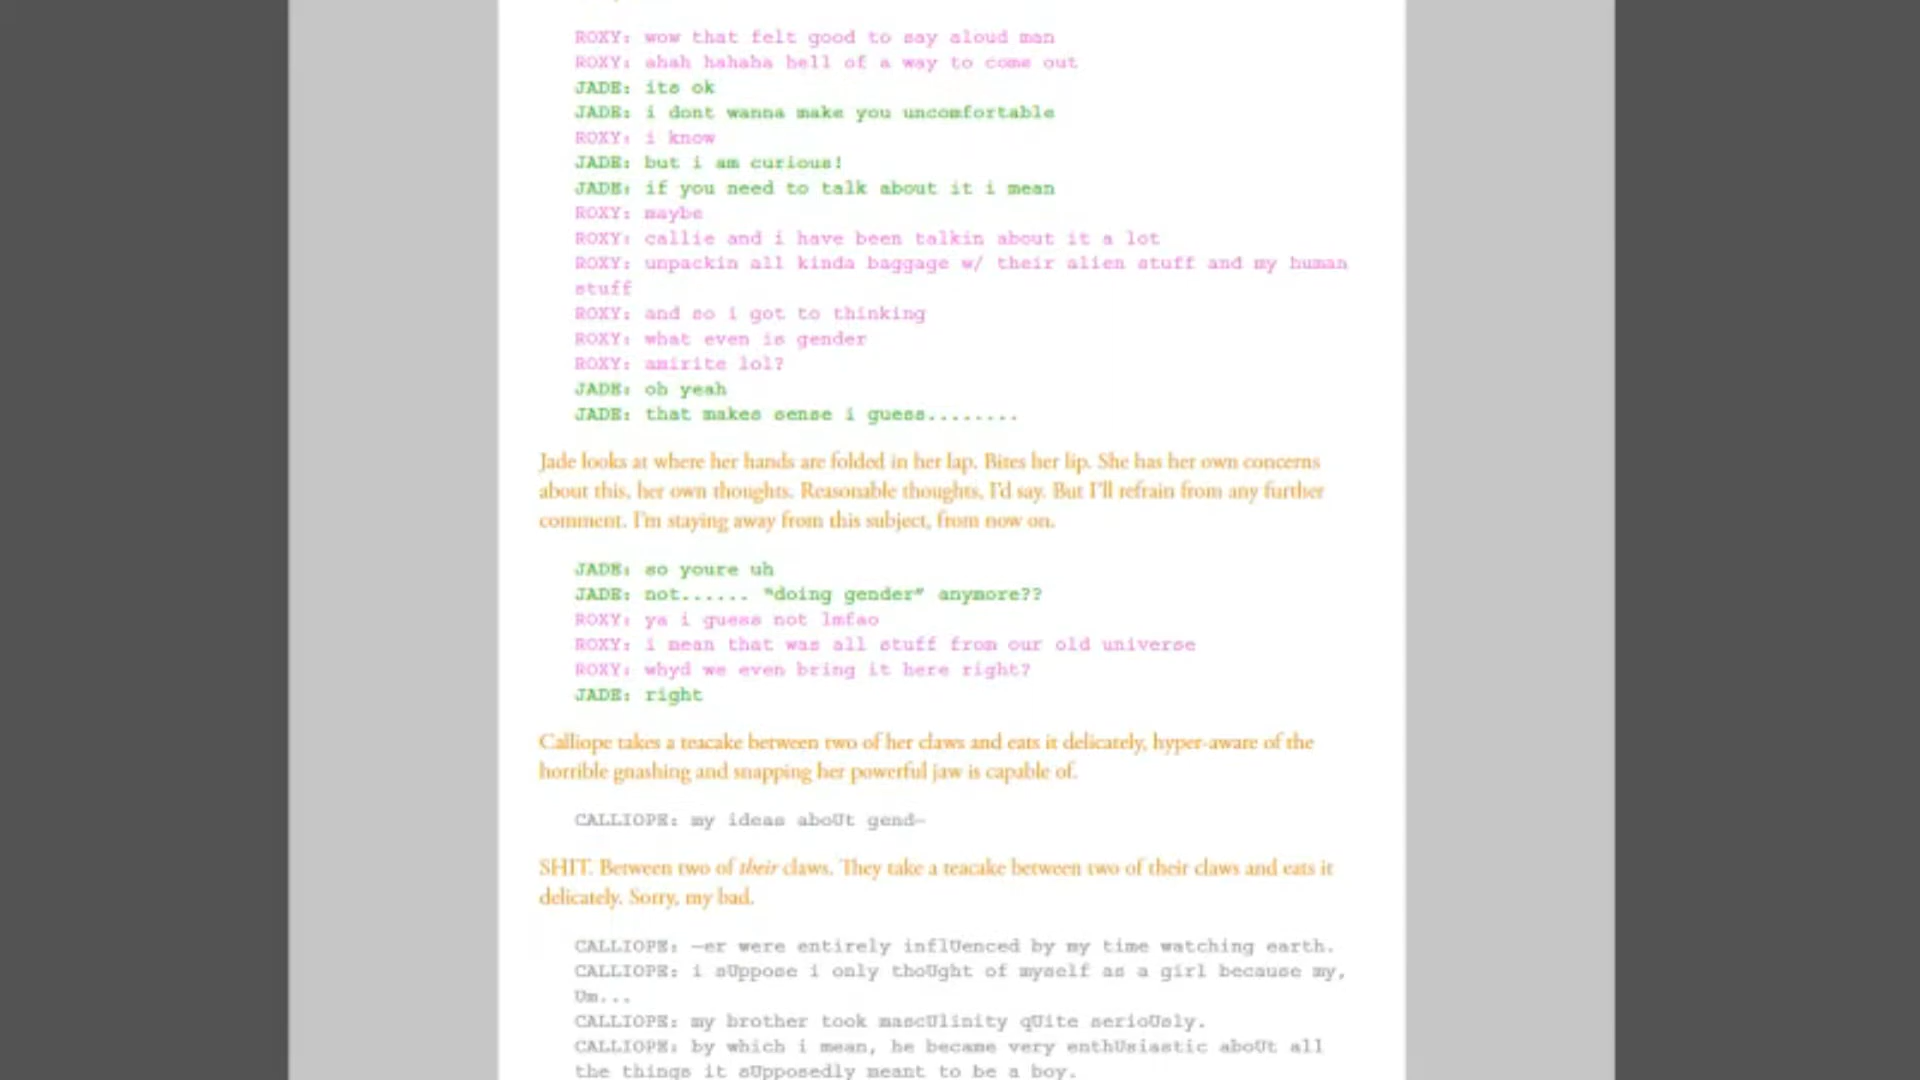 ROXY: wow that felt good to say aloud man
ROXY: ahah hahaha hell of a way to come out
JADE: its ok
JADE: i dont wanna make you uncomfortable
ROXY: i know
JADE: but i am curious!
JADE: if you need to talk about it i mean
ROXY: maybe
ROXY: callie and i have been talkin about it a lot
ROXY: unpackin all kinda baggage w/ their alien stuff and my human
stuff
ROXY: and so i got to thinking
ROXY: what even is gender
ROXY: amirite lol?
JADE: oh yeah
JADE: that makes sense i guess........
Jade looks at where her hands are folded in her lap. Bites her lip. She has her own concerns
about this, her own thoughts. Reasonable thoughts, I'd say. But I'll refrain from any further
comment. I'm staying away from this subject, from now on.
JADE: so youre uh
JADE: not...... "doing gender" anymore??
ROXY: ya i guess not lmfao
ROXY: i mean that was all stuff from our old universe
ROXY: whyd we even bring it here right?
JADE: right
Calliope takes a teacake between two of her claws and eats it delicately, hyper-aware of the
horrible gnashing and snapping her powerful jaw is capable of.
CALLIOPE: my ideas aboUt gend—
SHIT. Between two of their claws. They take a teacake between two of their claws and eats it
delicately. Sorry, my bad.
CALLIOPE: —er were entirely inflUenced by my time watching earth.
CALLIOPE: i sUppose i only thoUght of myself as a girl because my,
Um...
CALLIOPE: my brother took mascUlinity qUite serioUsly.
CALLIOPE: by which i mean, he became very enthUsiastic aboUt all
the things it sUpposedly meant to be a boy.